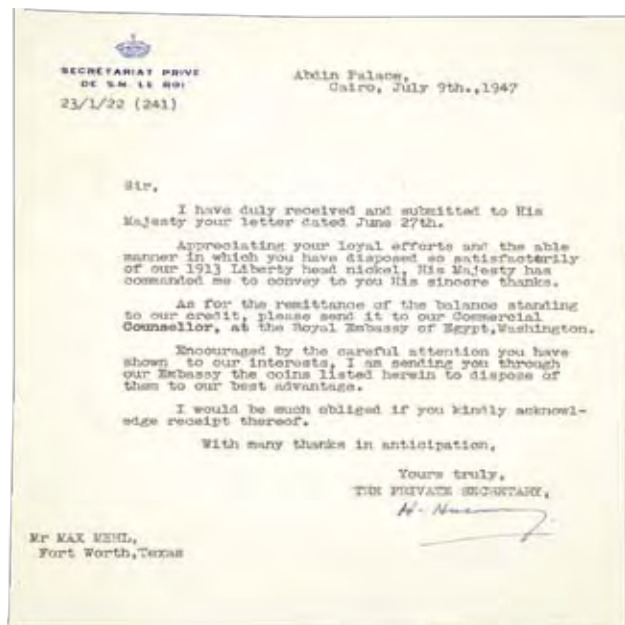 SECRÉTARIAT PRIVÉ
DE S.M. LE ROI
23/1/22 (241)
Abdin Palace,
Cairo, July 9th.,1947
Sir,
I have duly received and submitted to His
Majesty your letter dated June 27th.
Appreciating your loyal efforts and the able
manner in which you have disposed so satisfactorily
of our 1913 Liberty head nickel, His Majesty has
commanded me to convey to you His sincere thanks.
As for the remittance of the balance standing
to our credit, please send it to our Commercial
Counsellor, at the Royal Embassy of Egypt,Washington.
Encouraged by the careful attention you have
shown to our interests, I am sending you through
our Embassy the coins listed herein to dispose of
them to our best advantage.
I would be much obliged if you kindly acknowl-
edge receipt thereof.
With many thanks in anticipation,
Yours truly,
THE PRIVATE SECRETARY,
Mr MAX MEHL,
Fort Worth,Texas